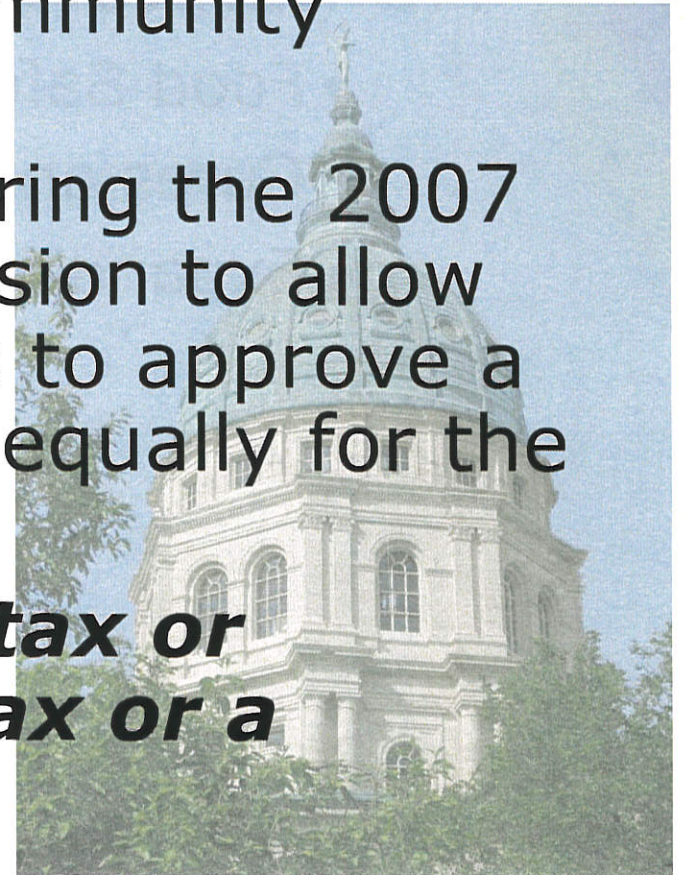 ring the 2007
sion to allow
to approve a
equally for the
tax or
ax or a